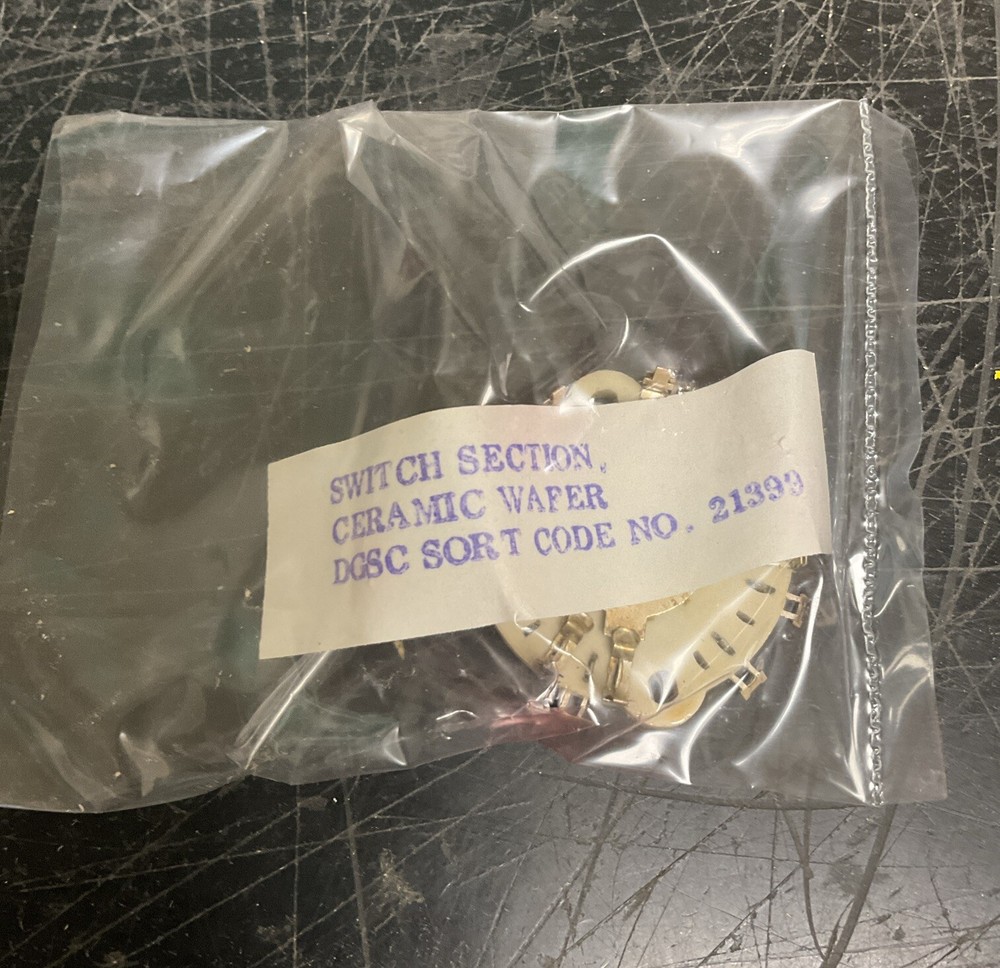 SWITCH SECTION,
CERAMIC WAFER
DGSC SORT CODE NO. 21399